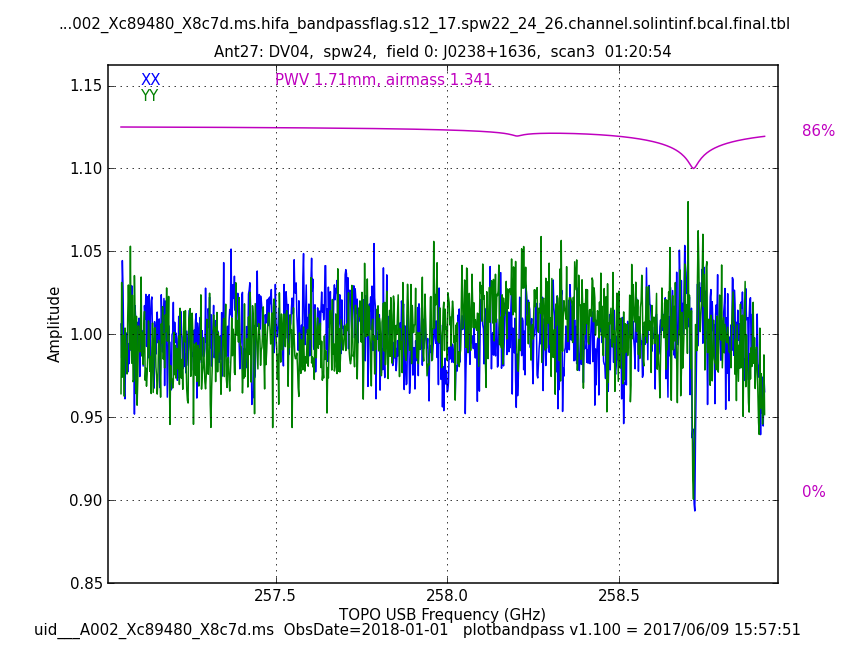 ...002_Xc89480_X8c7d.ms.hifa_bandpassflag.s12_17.spw22_24_26.channel.solintinf.bcal.final.tbl
Ant27: DV04,  spw24,  field 0: J0238+1636,  scan3  01:20:54
XX
PWV 1.71mm, airmass 1.341
YY
1.15
1.10
1.05
1.00
0.95
0.90
0.85
Amplitude
86%
0%
257.5
258.0
258.5
TOPO USB Frequency (GHz)
uid___A002_Xc89480_X8c7d.ms  ObsDate=2018-01-01   plotbandpass v1.100 = 2017/06/09 15:57:51